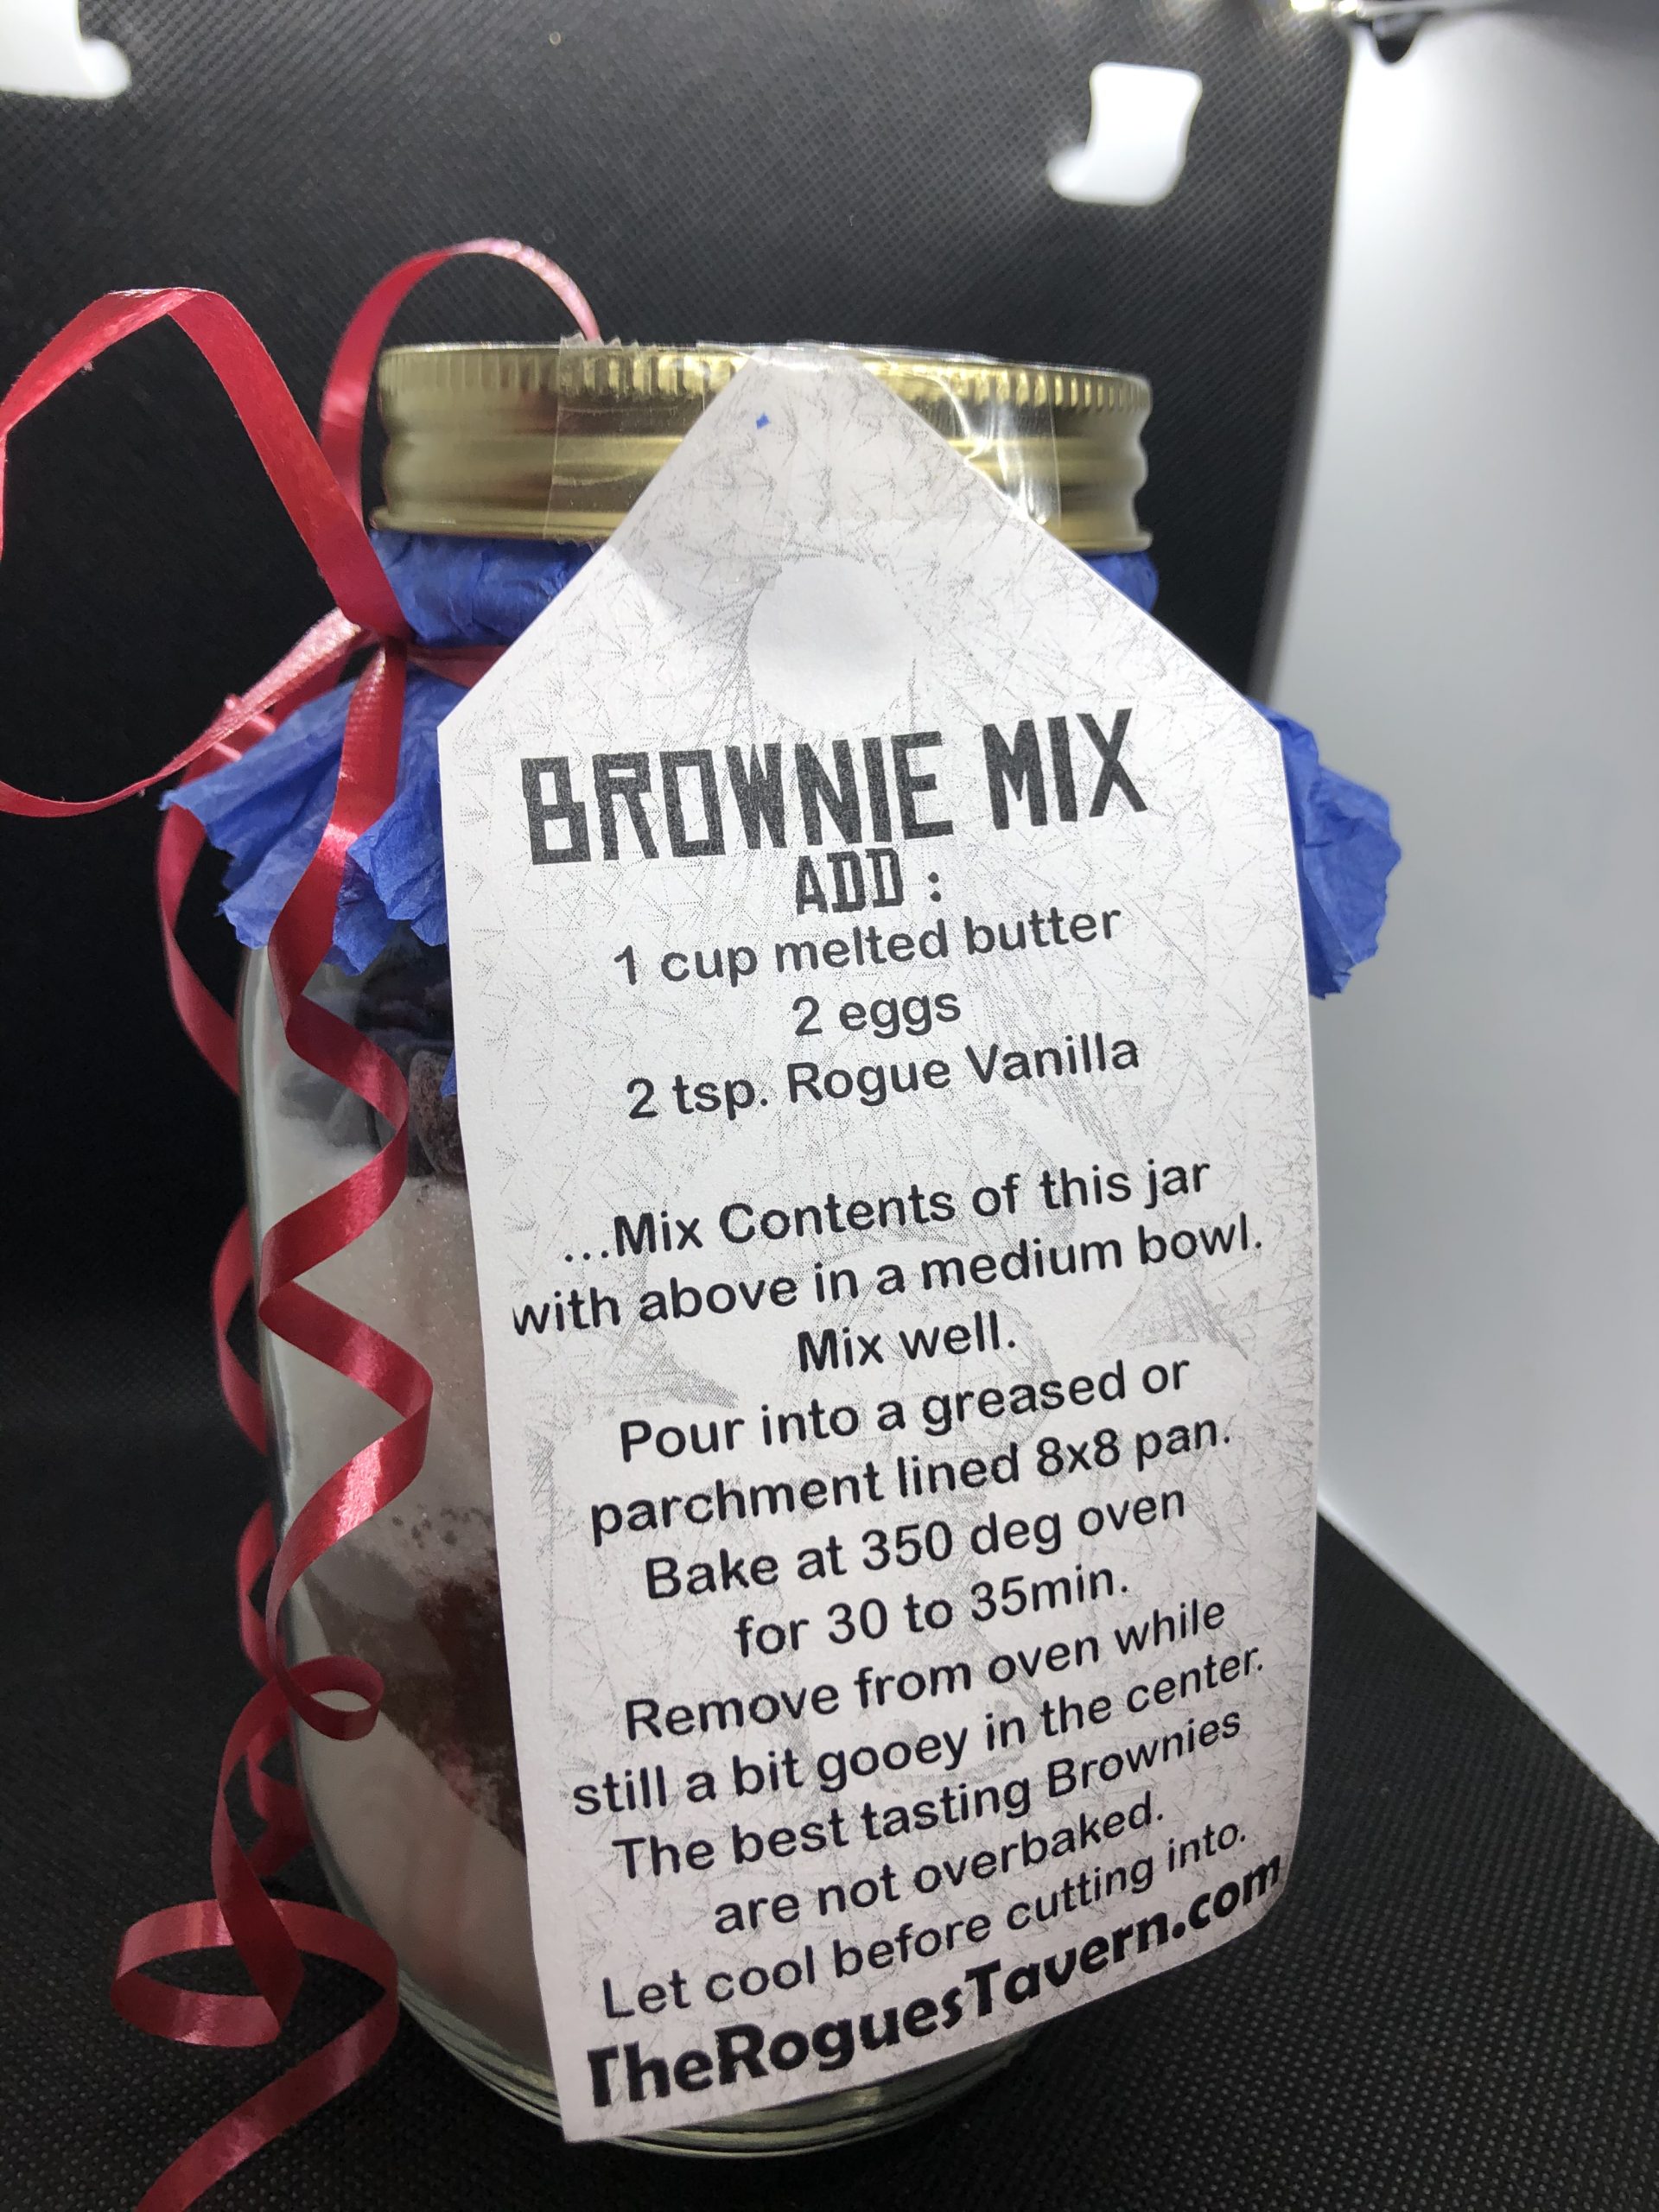 BROWNIE MIX
ADD :
1 cup melted butter
2 eggs
2 tsp. Rogue Vanilla
...Mix Contents of this jar
with above in a medium bowl.
Mix well.
Pour into a greased or
parchment lined 8x8 pan.
Bake at 350 deg oven
for 30 to 35min.
Remove from oven while
still a bit gooey in the center.
The best tasting Brownies
are not overbaked.
Let cool before cutting into.
TheRoguesTavern.com